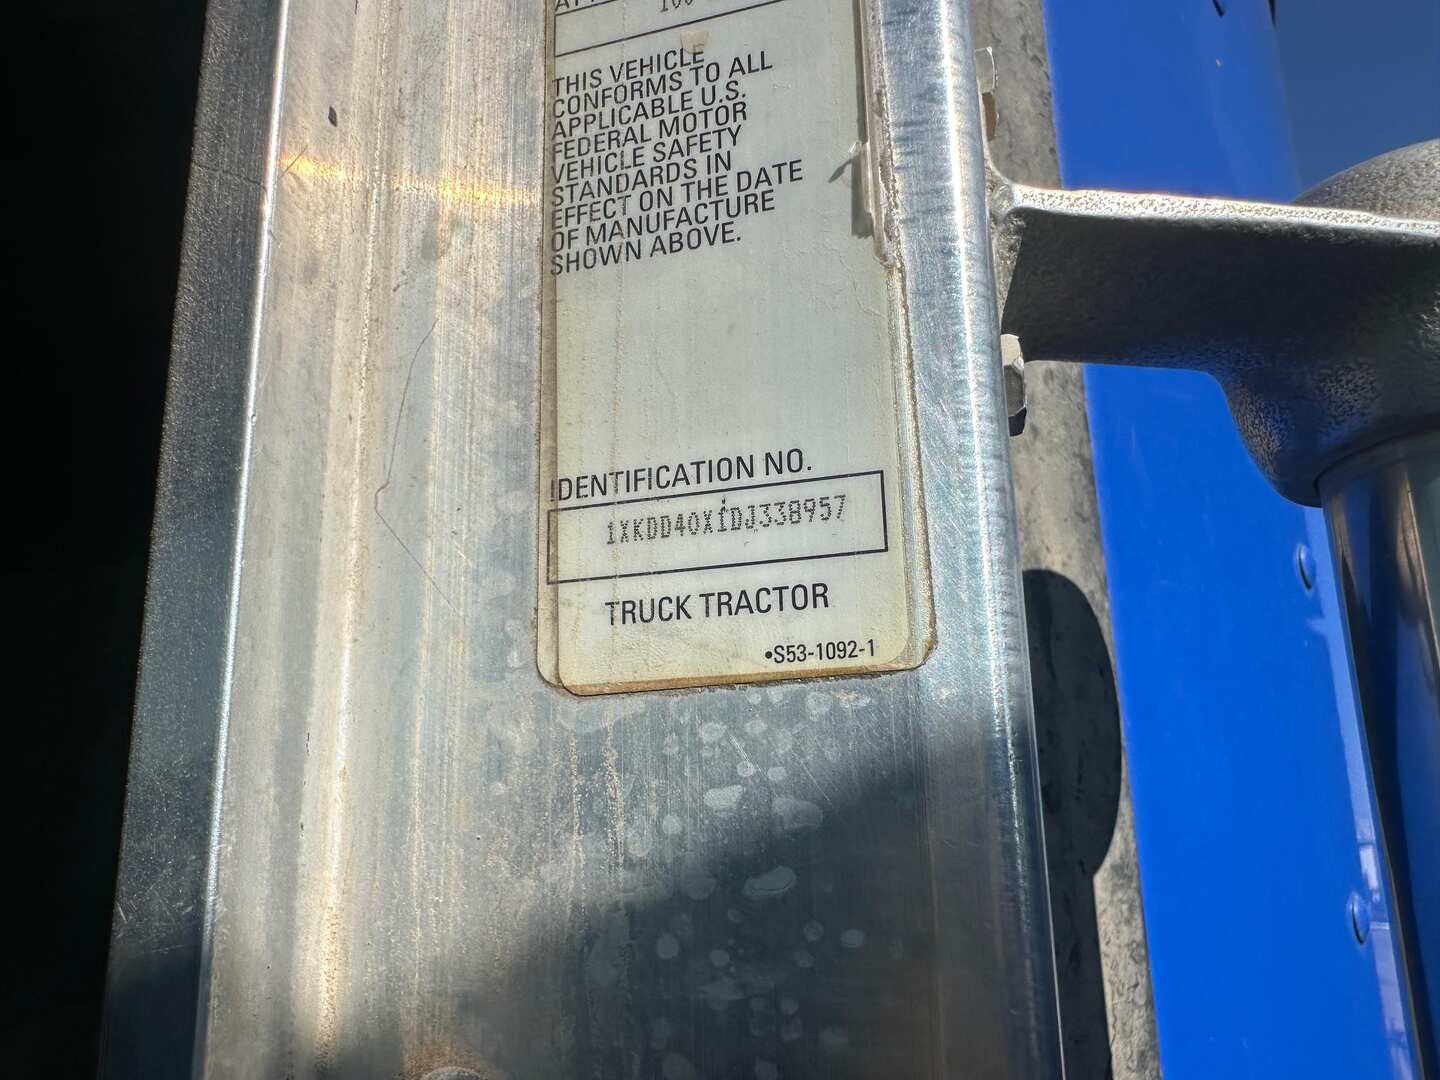 THIS VEHICLE
CONFORMS TO ALL
APPLICABLE U.S.
FEDERAL MOTOR
VEHICLE SAFETY
STANDARDS IN
EFFECT ON THE DATE
OF MANUFACTURE
SHOWN ABOVE.
IDENTIFICATION NO.
1XKDD40X1DJ338957
TRUCK TRACTOR
•S53-1092-1